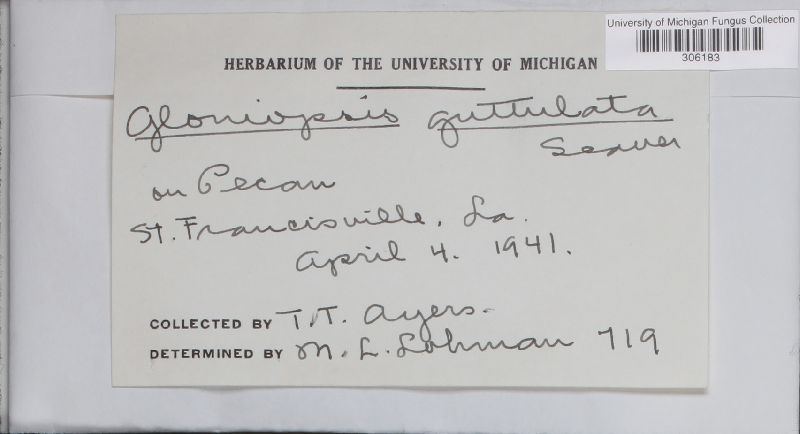 University of Michigan Fungus Collection
306183
HERBARIUM OF THE UNIVERSITY OF MICHIGAN
Gloniopsis guttulata
Seaver
on Pecan
St. Francisville, La.
April 4. 1941.
COLLECTED BY T.T. Ayers.
DETERMINED BY M. L. Lohman 719